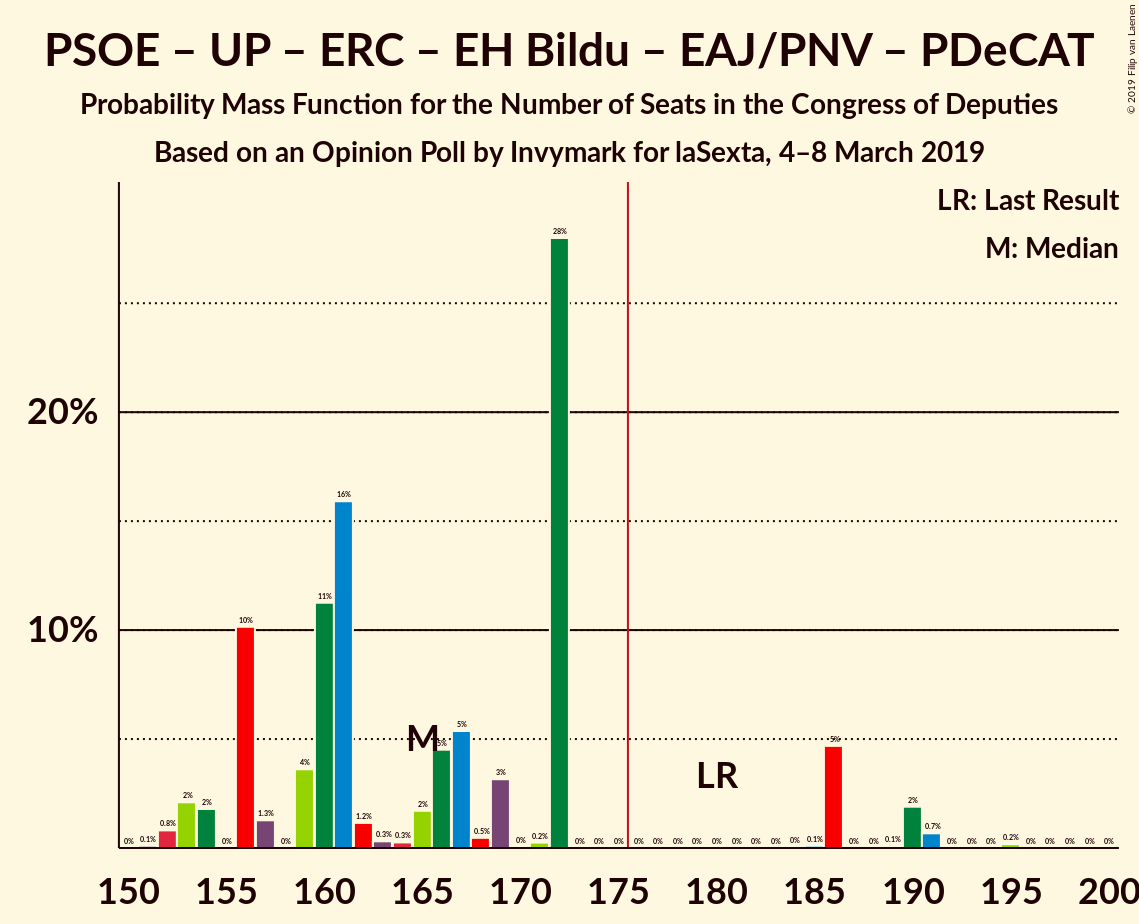 PSOE – UP – ERC – EH Bildu – EAJ/PNV – PDeCAT
Probability Mass Function for the Number of Seats in the Congress of Deputies
Based on an Opinion Poll by Invymark for laSexta, 4–8 March 2019
© 2019 Filip van Laenen
LR: Last Result
M: Median
28%
20%
16%
11%
10%
10%
M
5%
5%
5%
LR
4%
3%
2%
2%
2%
2%
0% 0.1% 0.8% 0% 1.3% 0% 1.2% 0.3% 0.3% 0.5% 0% 0.2% 0% 0% 0% 0% 0% 0% 0% 0% 0% 0% 0% 0% 0.1% 0% 0% 0.1% 0.7% 0% 0% 0% 0.2% 0% 0% 0% 0% 0%
150 155 160 165 170 175 180 185 190 195 200